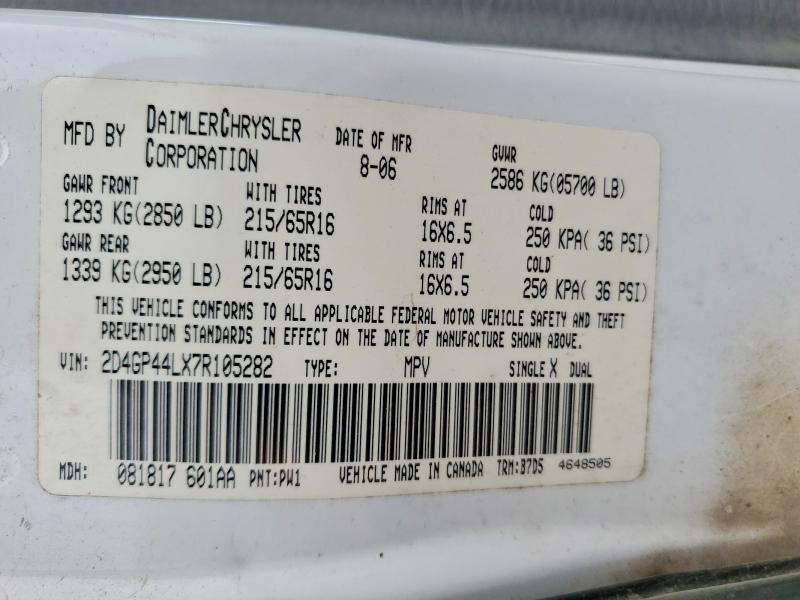 MFD BY DAIMLERCHRYSLER CORPORATION DATE OF MFR 8-06 GVWR 2586 KG(05700 LB)
GAWR FRONT WITH TIRES RIMS AT COLD
1293 KG(2850 LB) 215/65R16 16X6.5 250 KPA( 36 PSI)
GAWR REAR WITH TIRES RIMS AT COLD
1339 KG(2950 LB) 215/65R16 16X6.5 250 KPA( 36 PSI)
THIS VEHICLE CONFORMS TO ALL APPLICABLE FEDERAL MOTOR VEHICLE SAFETY AND THEFT
PREVENTION STANDARDS IN EFFECT ON THE DATE OF MANUFACTURE SHOWN ABOVE.
VIN: 2D4GP44LX7R105282 TYPE: MPV SINGLE X DUAL
MDH: 081817 601AA PNT:PW1 VEHICLE MADE IN CANADA TRM:B7D5 4648505